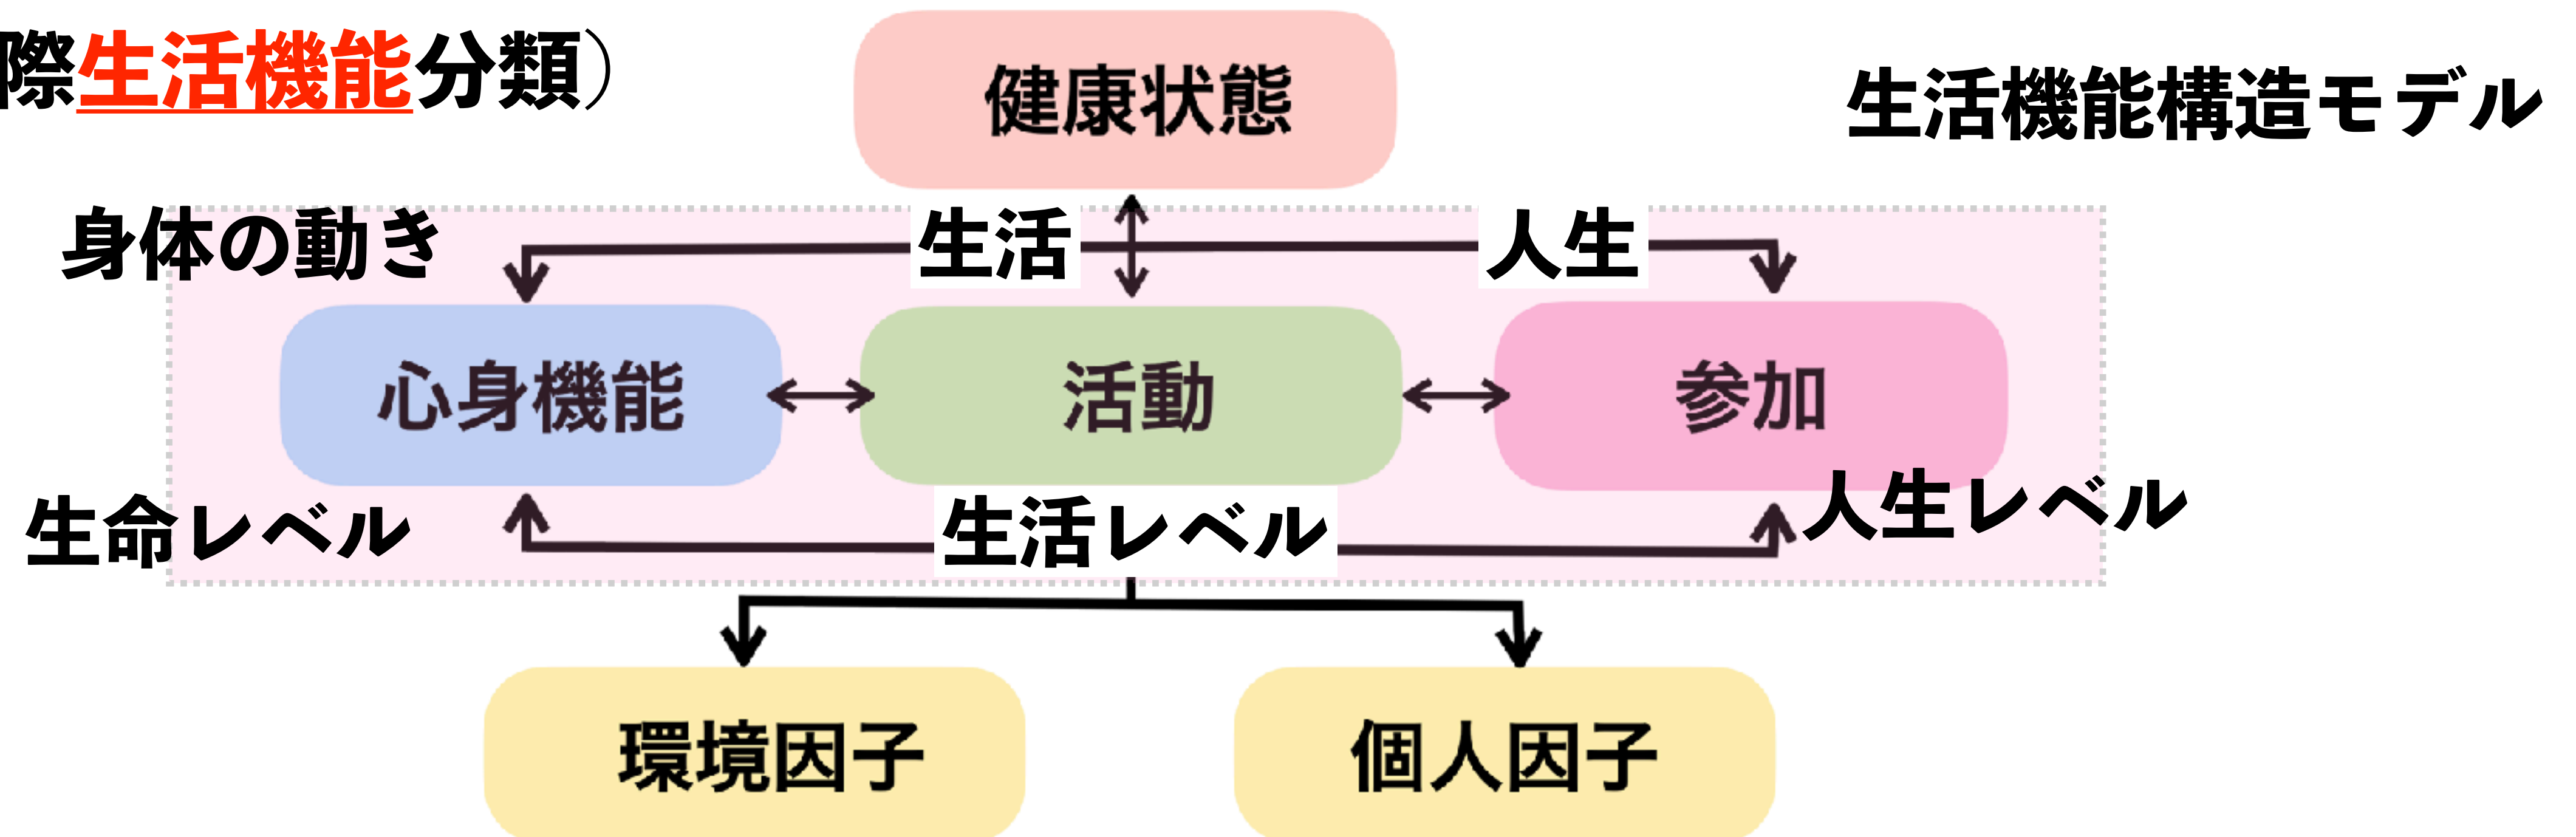 際生活機能分類）
健康状態
生活機能構造モデル
身体の動き
生活
人生
心身機能
活動
参加
生命レベル
生活レベル
人生レベル
環境因子
個人因子